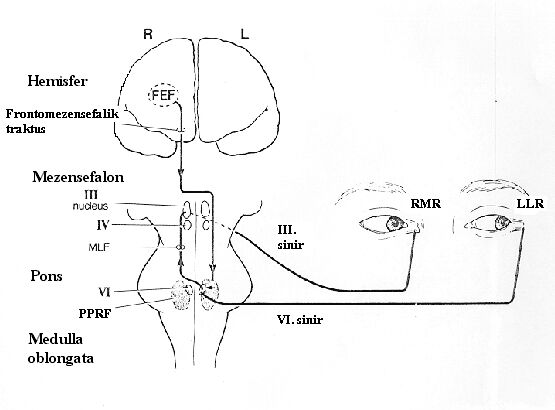 R L
Hemisfer
FEF
Frontomezensefalik
traktus
Mezensefalon
III
nucleus
RMR
LLR
IV
III.
sinir
MLF
Pons
VI
PPRF
VI. sinir
Medulla
oblongata